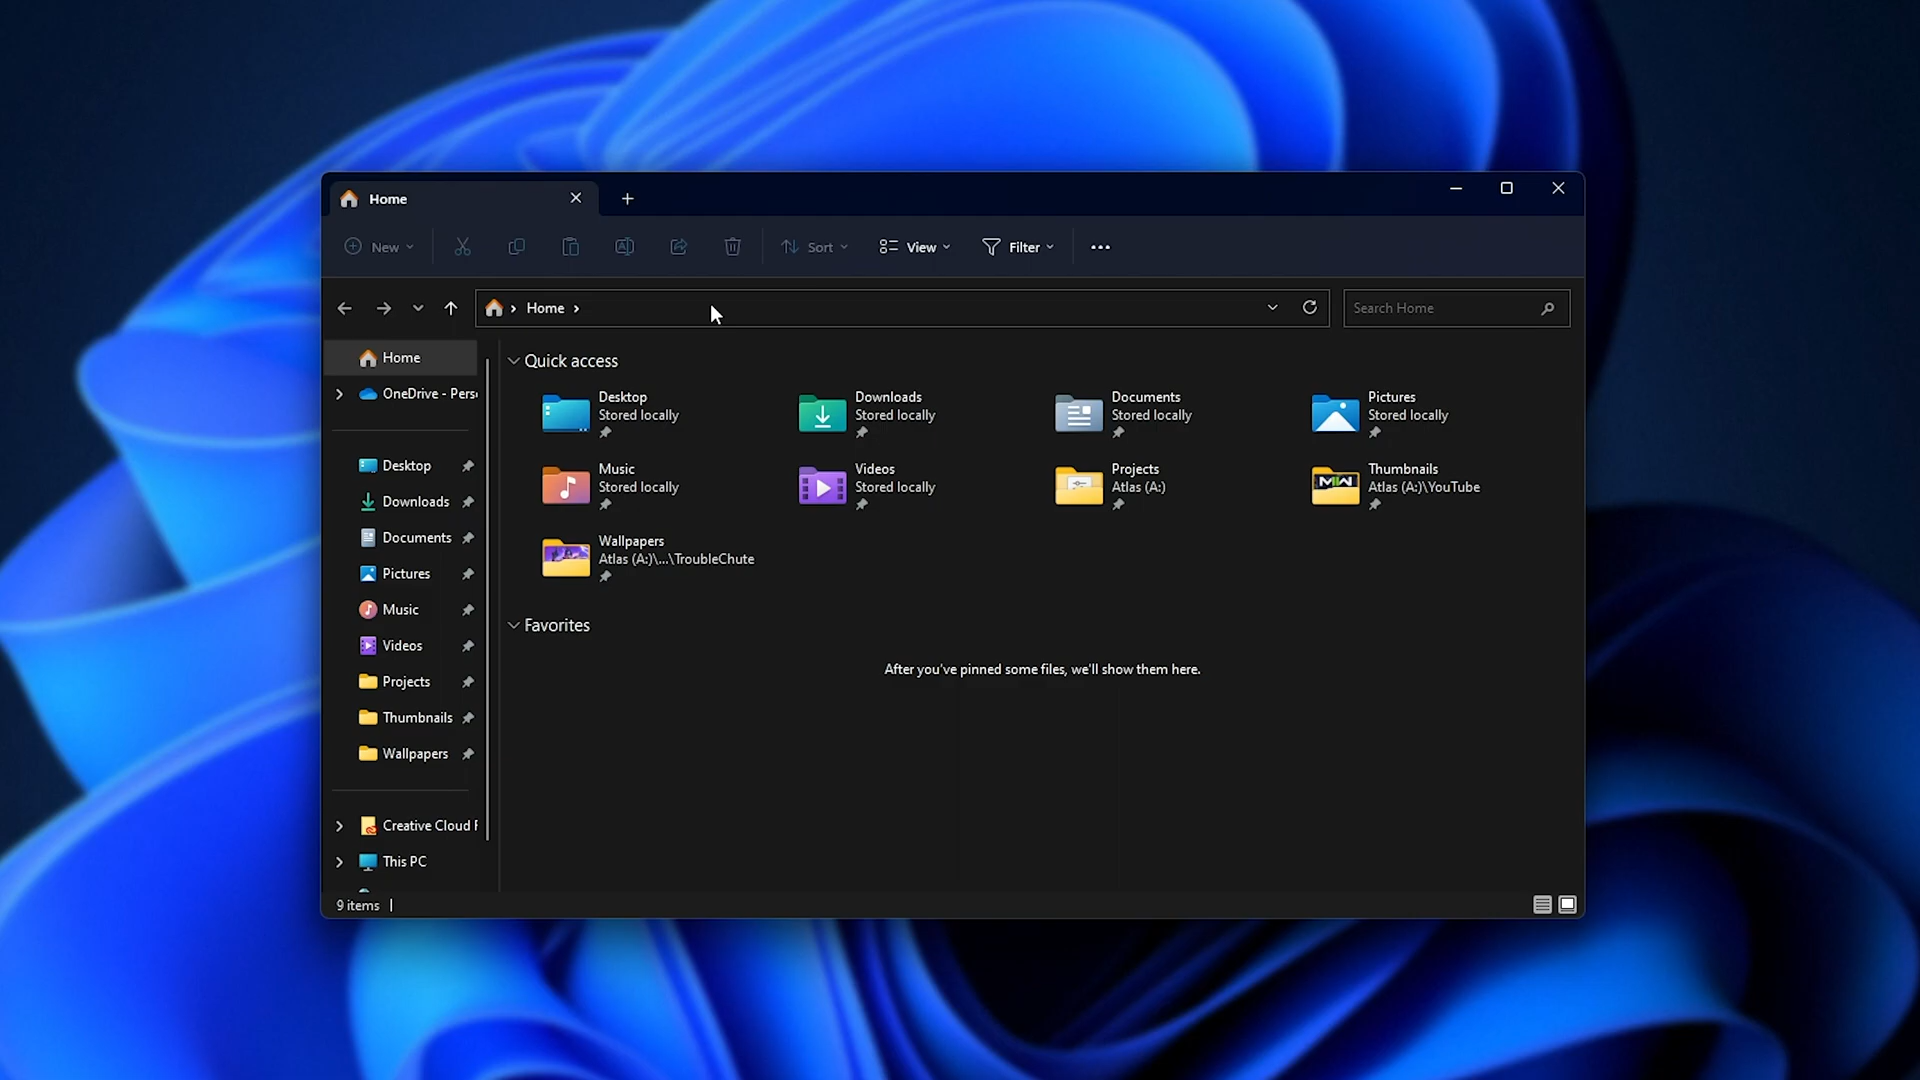 Home
New
Sort
View
Filter
Home
Search Home
Home
OneDrive - Pers
Desktop
Downloads
Documents
Pictures
Music
Videos
Projects
Thumbnails
Wallpapers
Creative Cloud F
This PC
Quick access
Desktop
Stored locally
Downloads
Stored locally
Documents
Stored locally
Pictures
Stored locally
Music
Stored locally
Videos
Stored locally
Projects
Atlas (A:)
MW
Thumbnails
Atlas (A:)\YouTube
Wallpapers
Atlas (A:)\...\TroubleChute
Favorites
After you've pinned some files, we'll show them here.
9 items